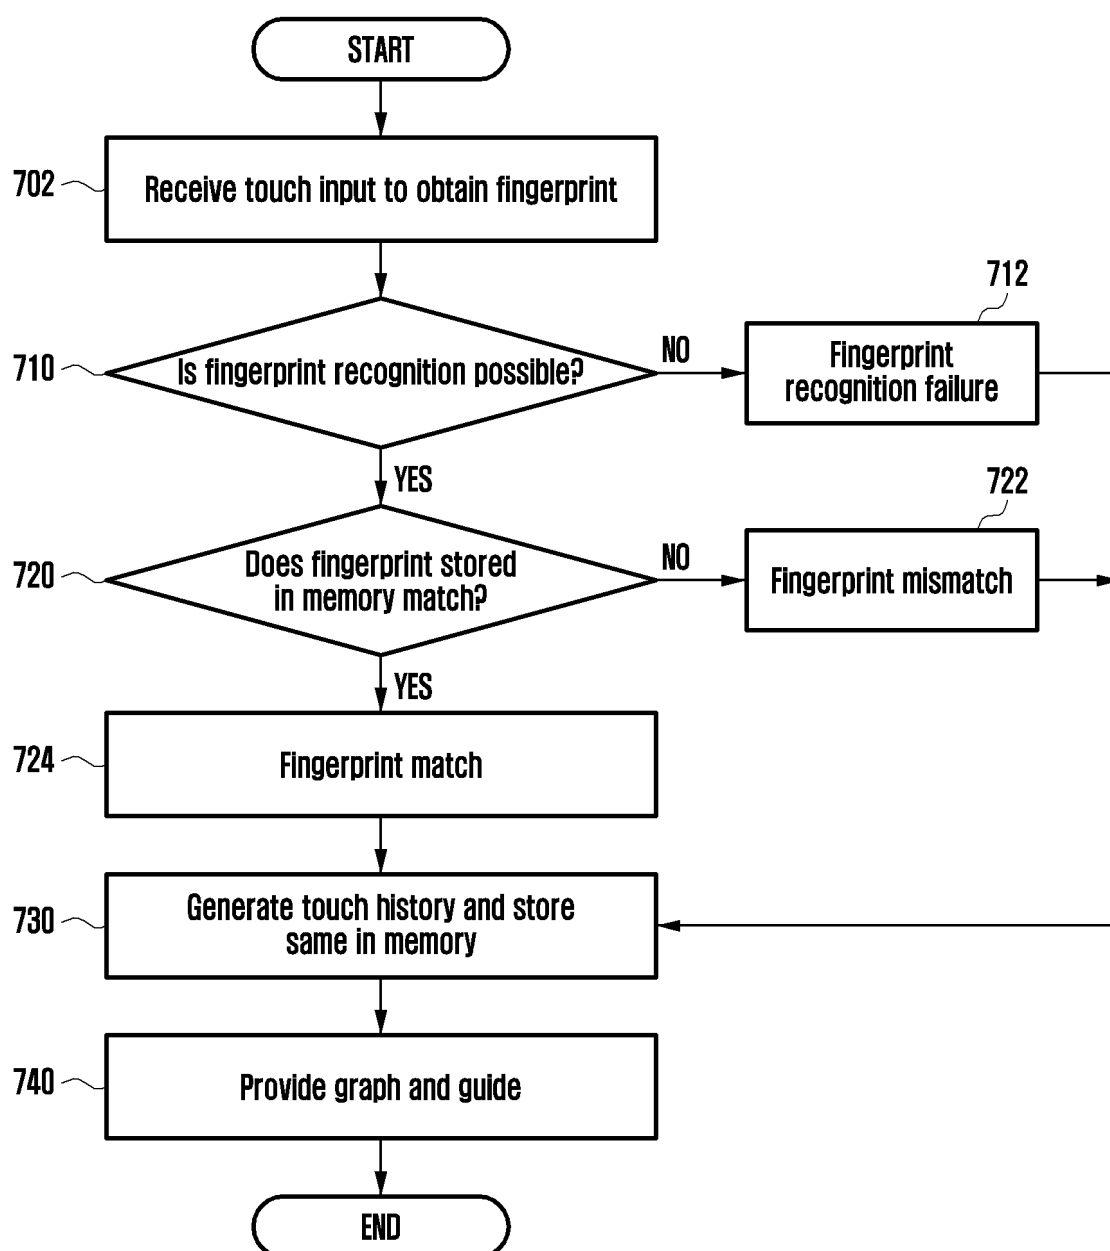 START
702
Receive touch input to obtain fingerprint
712
710
Is fingerprint recognition possible?
NO
Fingerprint
recognition failure
YES
722
720
Does fingerprint stored
in memory match?
NO
Fingerprint mismatch
YES
724
Fingerprint match
730
Generate touch history and store
same in memory
740
Provide graph and guide
END